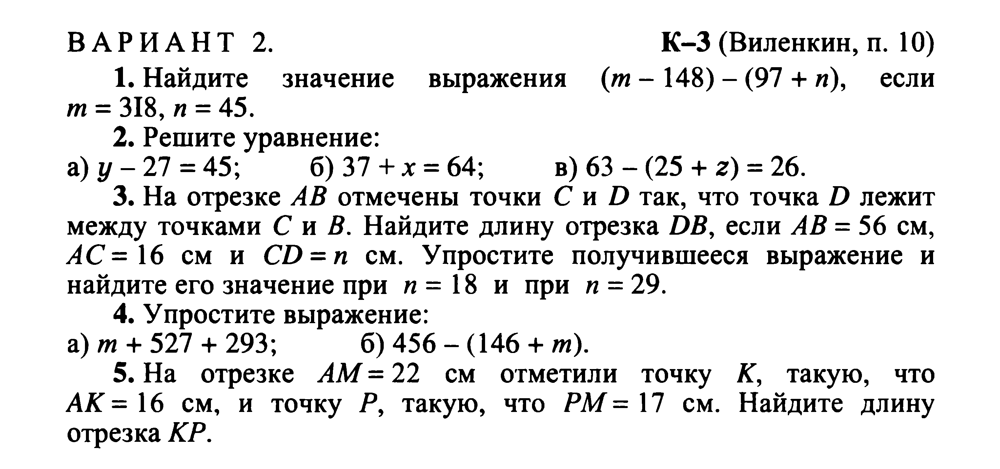 ВАРИАНТ 2. К–3 (Виленкин, п. 10)
1. Найдите значение выражения (m – 148) – (97 + n), если
m = 3I8, n = 45.
2. Решите уравнение:
а) y – 27 = 45; б) 37 + x = 64; в) 63 – (25 + z) = 26.
3. На отрезке AB отмечены точки C и D так, что точка D лежит
между точками C и B. Найдите длину отрезка DB, если AB = 56 см,
AC = 16 см и CD = n см. Упростите получившееся выражение и
найдите его значение при n = 18 и при n = 29.
4. Упростите выражение:
а) m + 527 + 293; б) 456 – (146 + m).
5. На отрезке AM = 22 см отметили точку K, такую, что
AK = 16 см, и точку P, такую, что PM = 17 см. Найдите длину
отрезка KP.